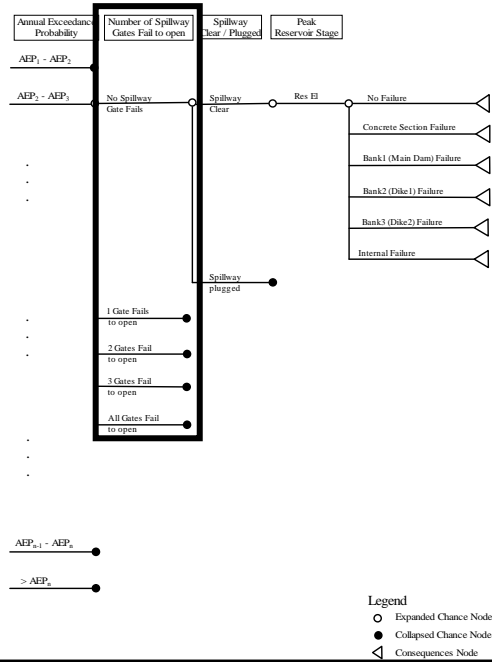 Annual Exceedance
Probability
Number of Spillway
Gates Fail to open
Spillway
Clear / Plugged
Peak
Reservoir Stage
AEP₁ - AEP₂
AEP₂ - AEP₃
No Spillway
Gate Fails
Spillway
Clear
Res El
No Failure
Concrete Section Failure
Bank1 (Main Dam) Failure
Bank2 (Dike1) Failure
Bank3 (Dike2) Failure
Internal Failure
Spillway
plugged
1 Gate Fails
to open
2 Gates Fail
to open
3 Gates Fail
to open
All Gates Fail
to open
AEPₙ₋₁ - AEPₙ
> AEPₙ
Legend
Expanded Chance Node
Collapsed Chance Node
Consequences Node